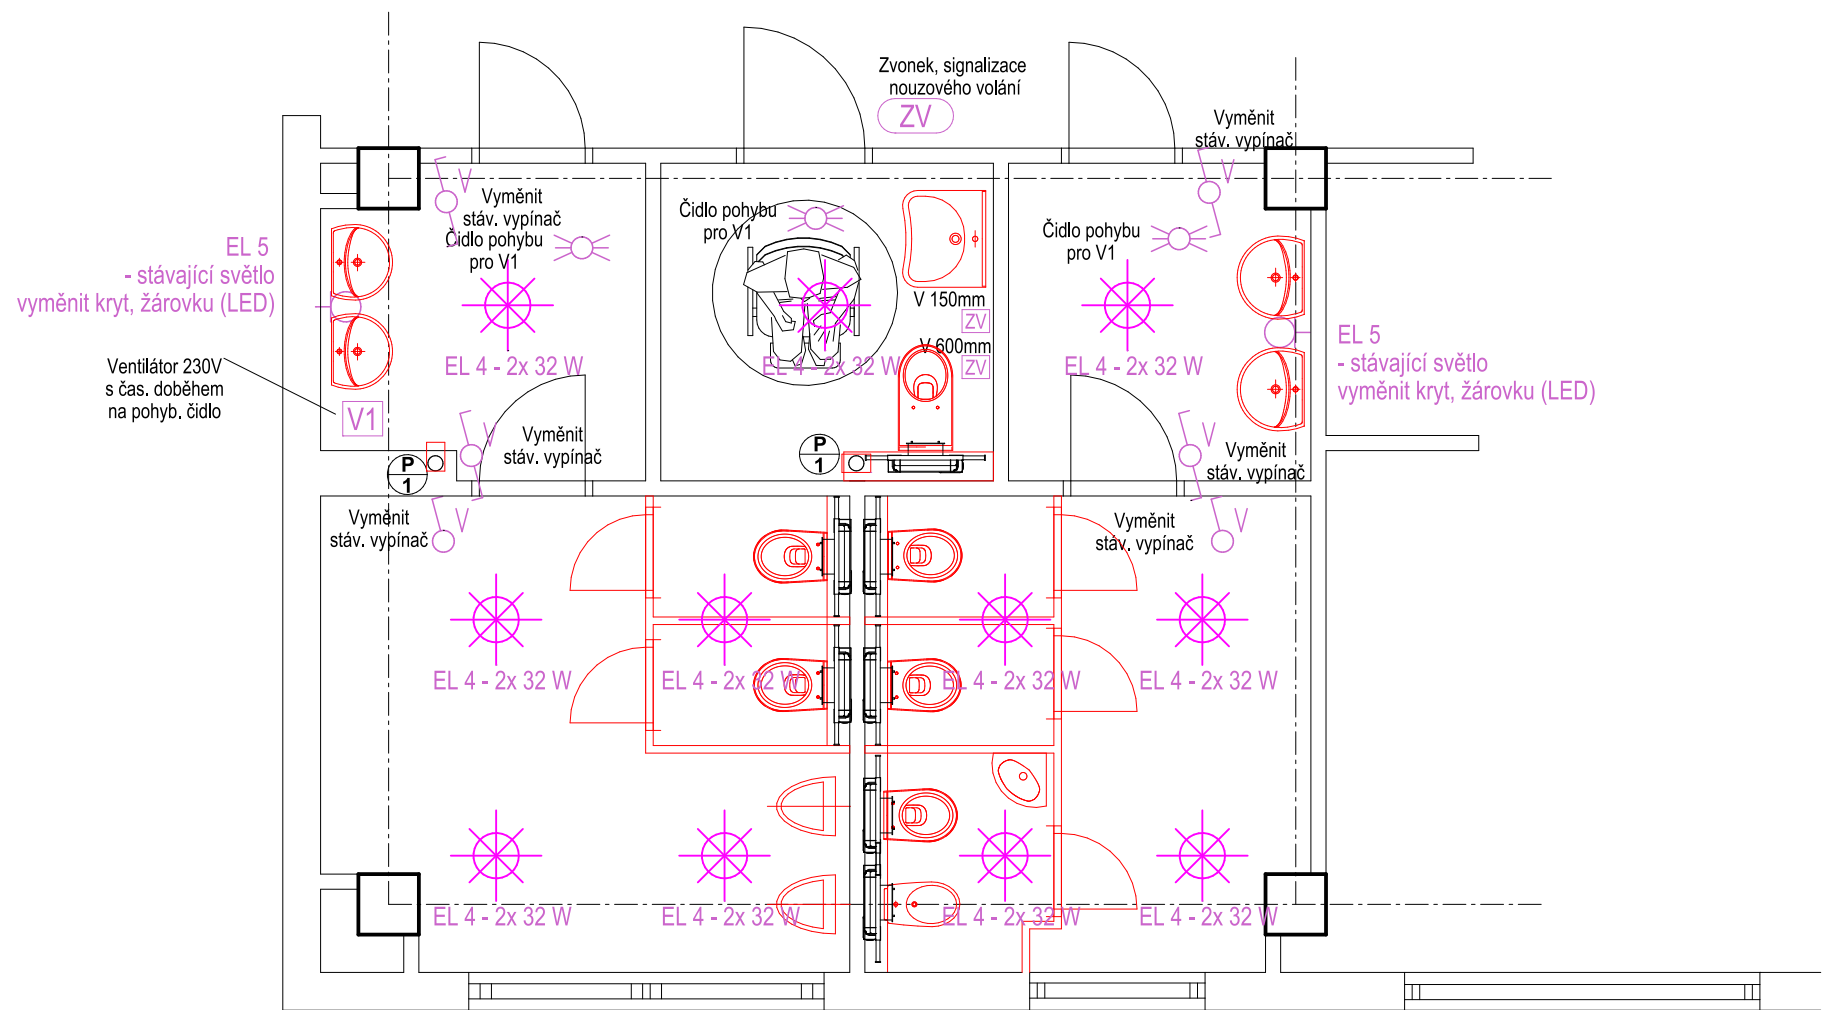 Zvonek, signalizace
nouzového volání
ZV
Vyměnit
stáv. vypínač
V
V
Vyměnit
stáv. vypínač
Čidlo pohybu
pro V1
Čidlo pohybu
pro V1
Čidlo pohybu
pro V1
EL 5
- stávající světlo
vyměnit kryt, žárovku (LED)
V 150mm
ZV
V 600mm
ZV
EL 4 - 2x 32 W
EL 4 - 2x 32 W
EL 4 - 2x 32 W
EL 5
- stávající světlo
vyměnit kryt, žárovku (LED)
Ventilátor 230V
s čas. doběhem
na pohyb. čidlo
V1
V
Vyměnit
stáv. vypínač
P
1
P
1
V
Vyměnit
stáv. vypínač
Vyměnit
stáv. vypínač
V
Vyměnit
stáv. vypínač
V
EL 4 - 2x 32 W
EL 4 - 2x 32 W
EL 4 - 2x 32 W
EL 4 - 2x 32 W
EL 4 - 2x 32 W
EL 4 - 2x 32 W
EL 4 - 2x 32 W
EL 4 - 2x 32 W